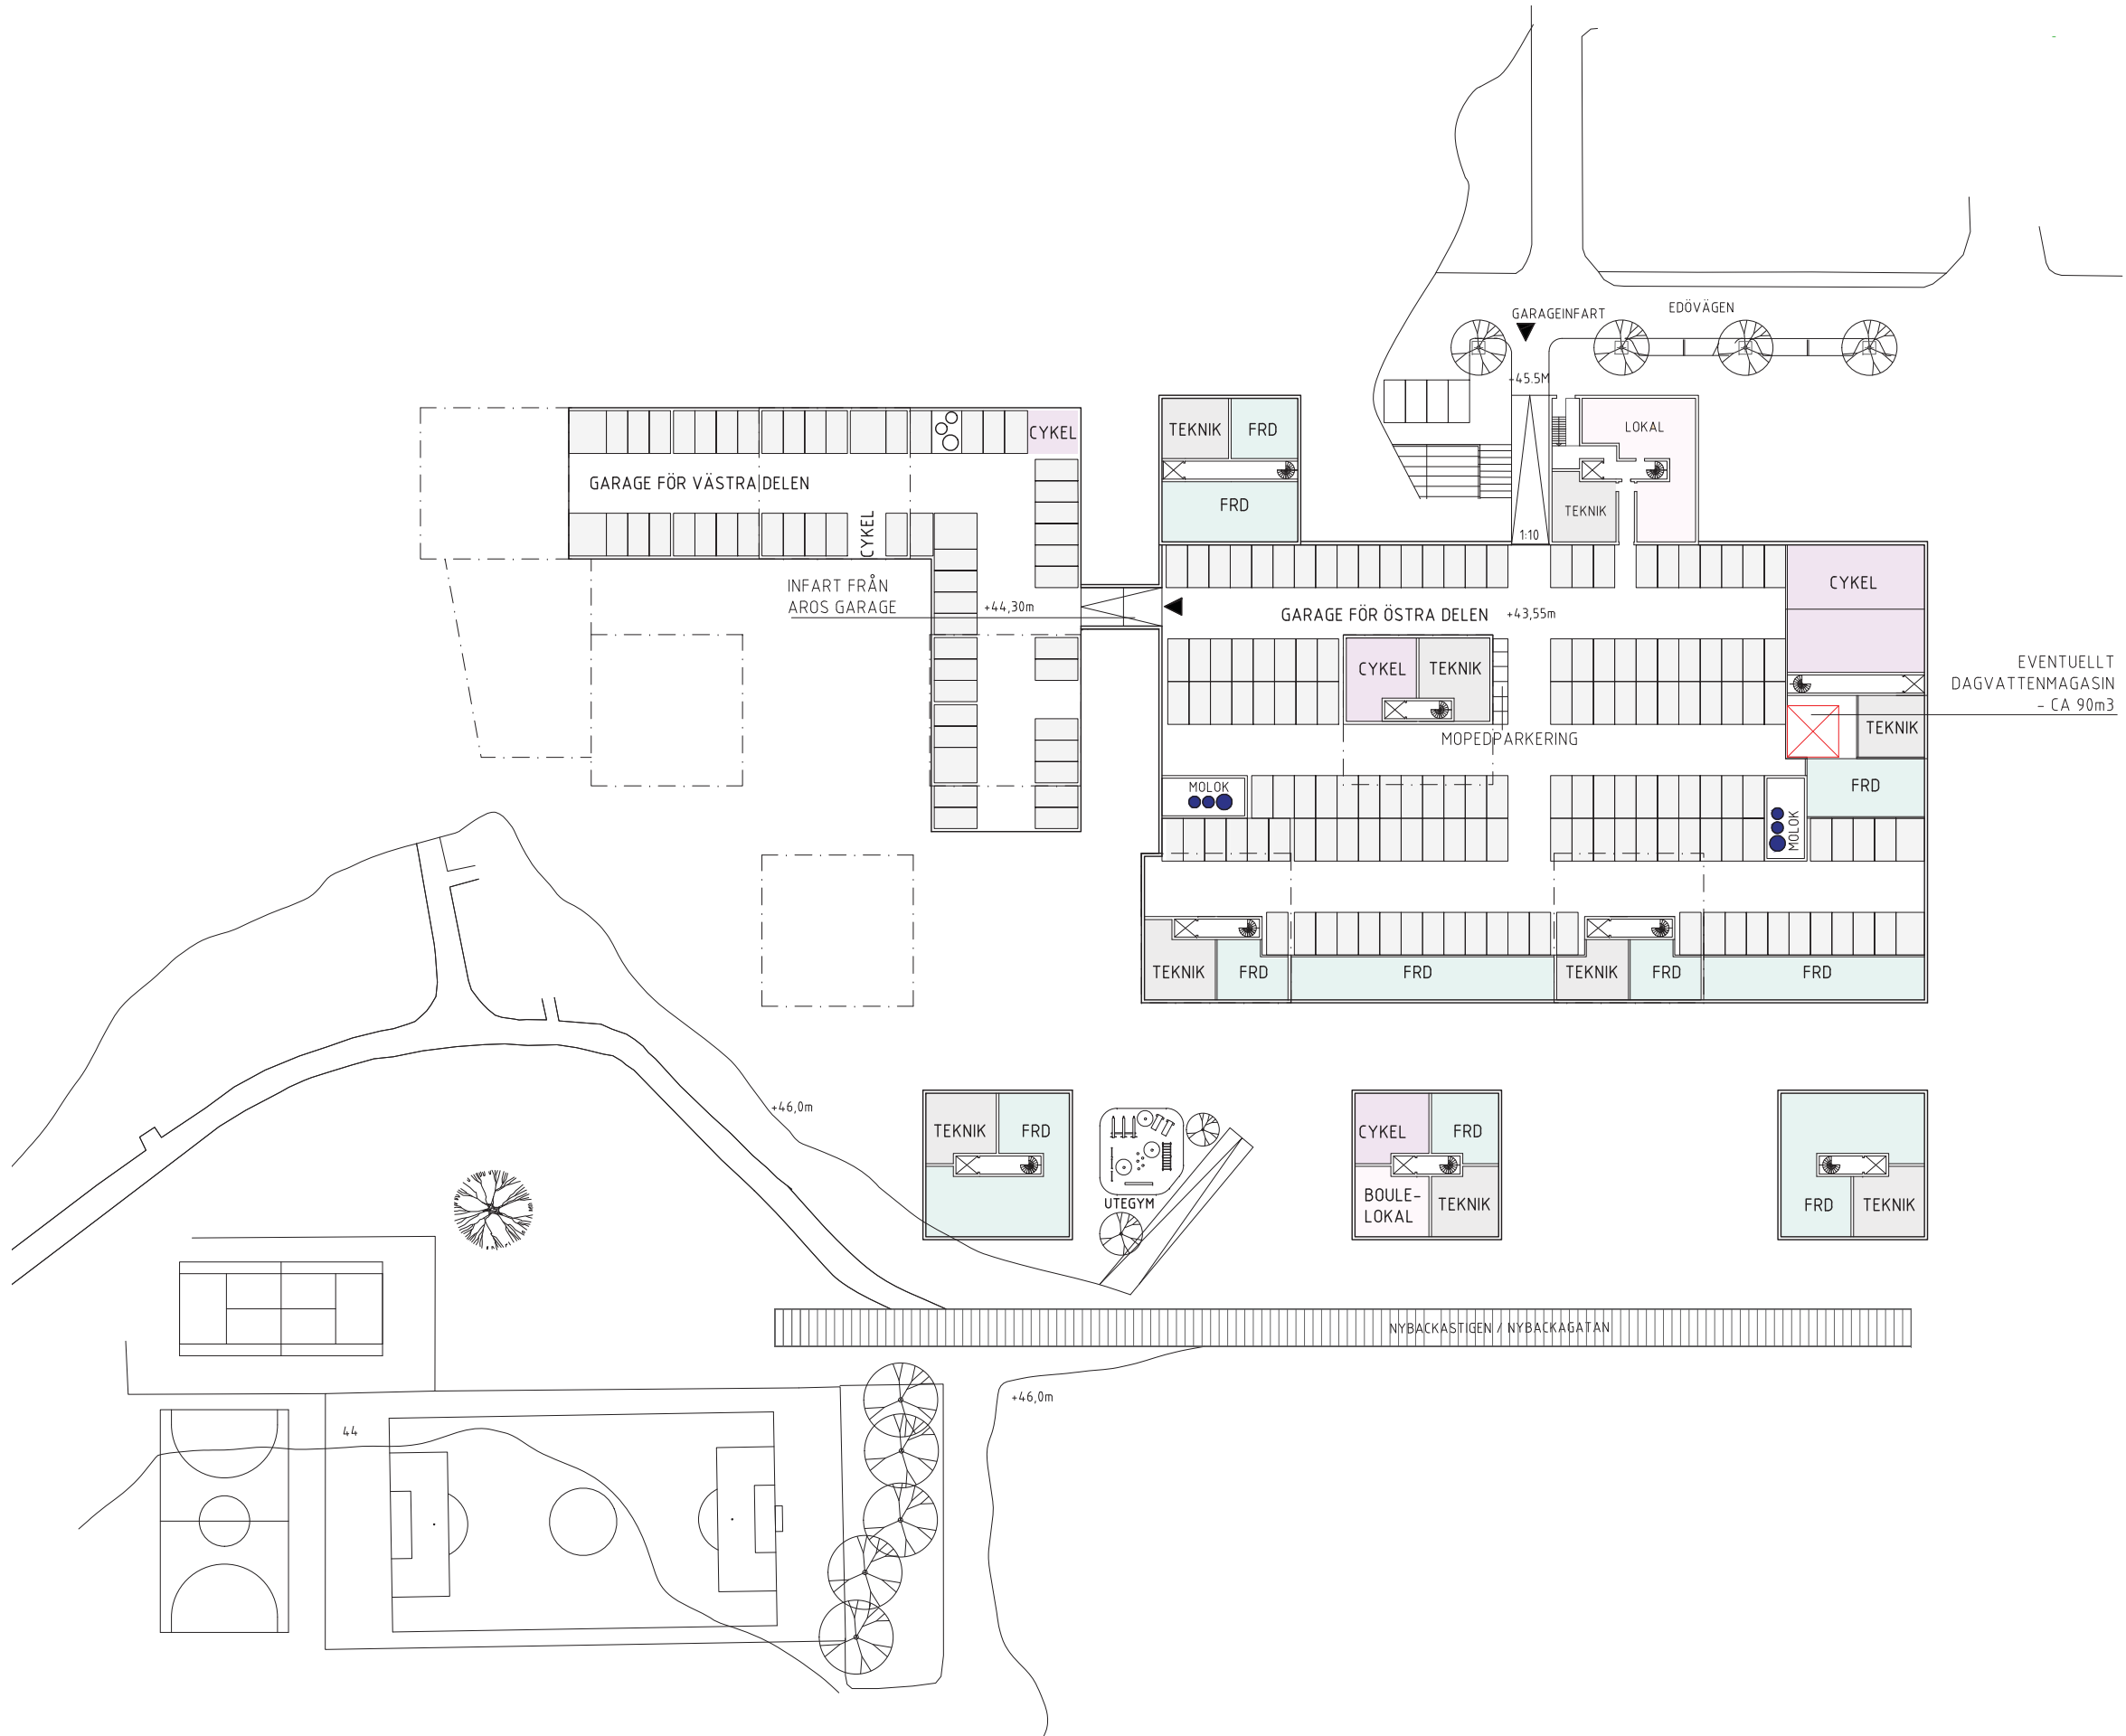 GARAGEINFART
EDÖVÄGEN
+45.5M
LOKAL
TEKNIK
FRD
CYKEL
GARAGE FÖR VÄSTRA DELEN
FRD
TEKNIK
CYKEL
1:10
INFART FRÅN
AROS GARAGE
+44,30m
GARAGE FÖR ÖSTRA DELEN
+43,55m
CYKEL
CYKEL
TEKNIK
EVENTUELLT
DAGVATTENMAGASIN
- CA 90m3
TEKNIK
MOPEDPARKERING
MOLOK
FRD
MOLOK
TEKNIK
FRD
FRD
TEKNIK
FRD
FRD
+46,0m
TEKNIK
FRD
UTEGYM
CYKEL
FRD
BOULE-
LOKAL
TEKNIK
FRD
TEKNIK
NYBACKASTIGEN / NYBACKAGATAN
+46,0m
44